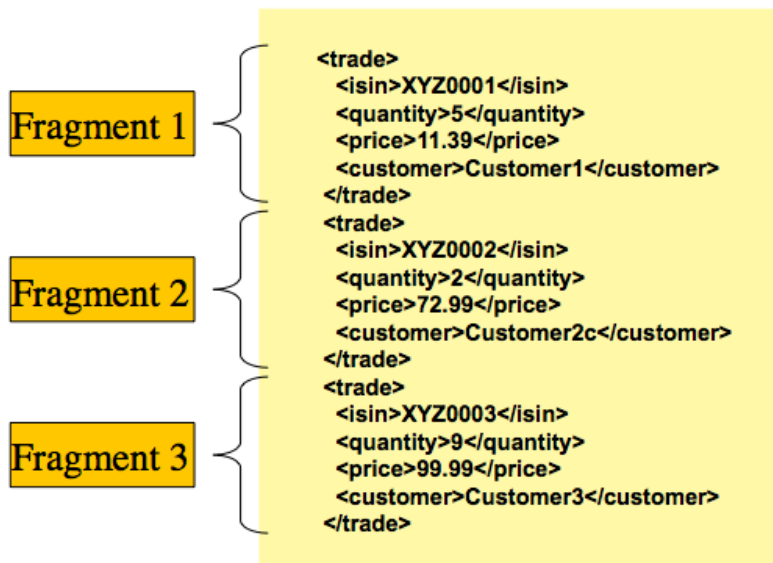 <trade>
<isin>XYZ0001</isin>
<quantity>5</quantity>
Fragment 1
<price>11.39</price>
<customer>Customer1</customer>
</trade>
<trade>
<isin>XYZ0002</isin>
<quantity>2</quantity>
Fragment 2
<price>72.99</price>
<customer>Customer2c</customer>
</trade>
<trade>
<isin>XYZ0003</isin>
<quantity>9</quantity>
Fragment 3
<price>99.99</price>
<customer>Customer3</customer>
</trade>